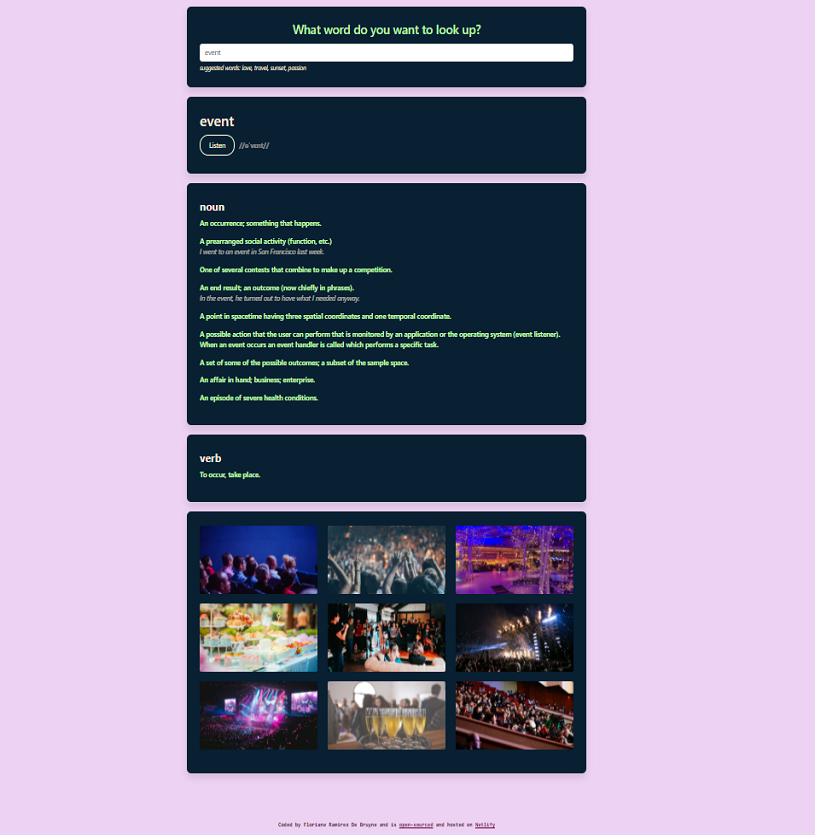 What word do you want to look up?
event
suggested words: love, travel, sunset, passion
event
Listen
noun
An occurrence; something that happens.
A prearranged social activity (function, etc.)
I went to an event in San Francisco last week.
One of several contests that combine to make up a competition.
An end result; an outcome (now chiefly in phrases).
In the event, he turned out to have what I needed anyway.
A point in spacetime having three spatial coordinates and one temporal coordinate.
A possible action that the user can perform that is monitored by an application or the operating system (event listener).
When an event occurs an event handler is called which performs a specific task.
A set of some of the possible outcomes; a subset of the sample space.
An affair in hand; business; enterprise.
An episode of severe health conditions.
verb
To occur, take place.
Coded by Floriane Ramirez De Bruyne and is open-sourced and hosted on Netlify